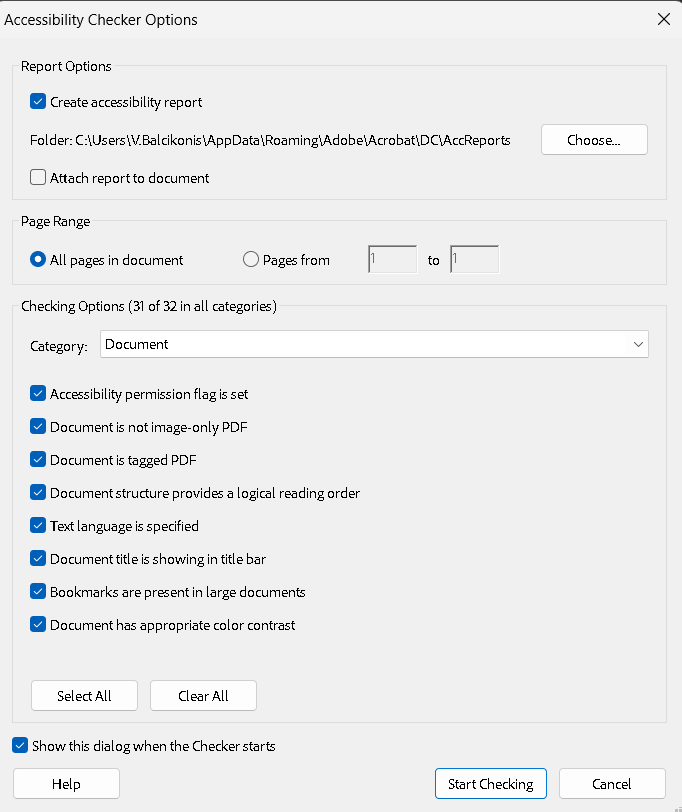 Accessibility Checker Options
Report Options
Create accessibility report
Folder: C:\Users\V.Balcikonis\AppData\Roaming\Adobe\Acrobat\DC\AccReports Choose...
Attach report to document
Page Range
All pages in document Pages from 1 to 1
Checking Options (31 of 32 in all categories)
Category: Document
Accessibility permission flag is set
Document is not image-only PDF
Document is tagged PDF
Document structure provides a logical reading order
Text language is specified
Document title is showing in title bar
Bookmarks are present in large documents
Document has appropriate color contrast
Select All Clear All
Show this dialog when the Checker starts
Help Start Checking Cancel